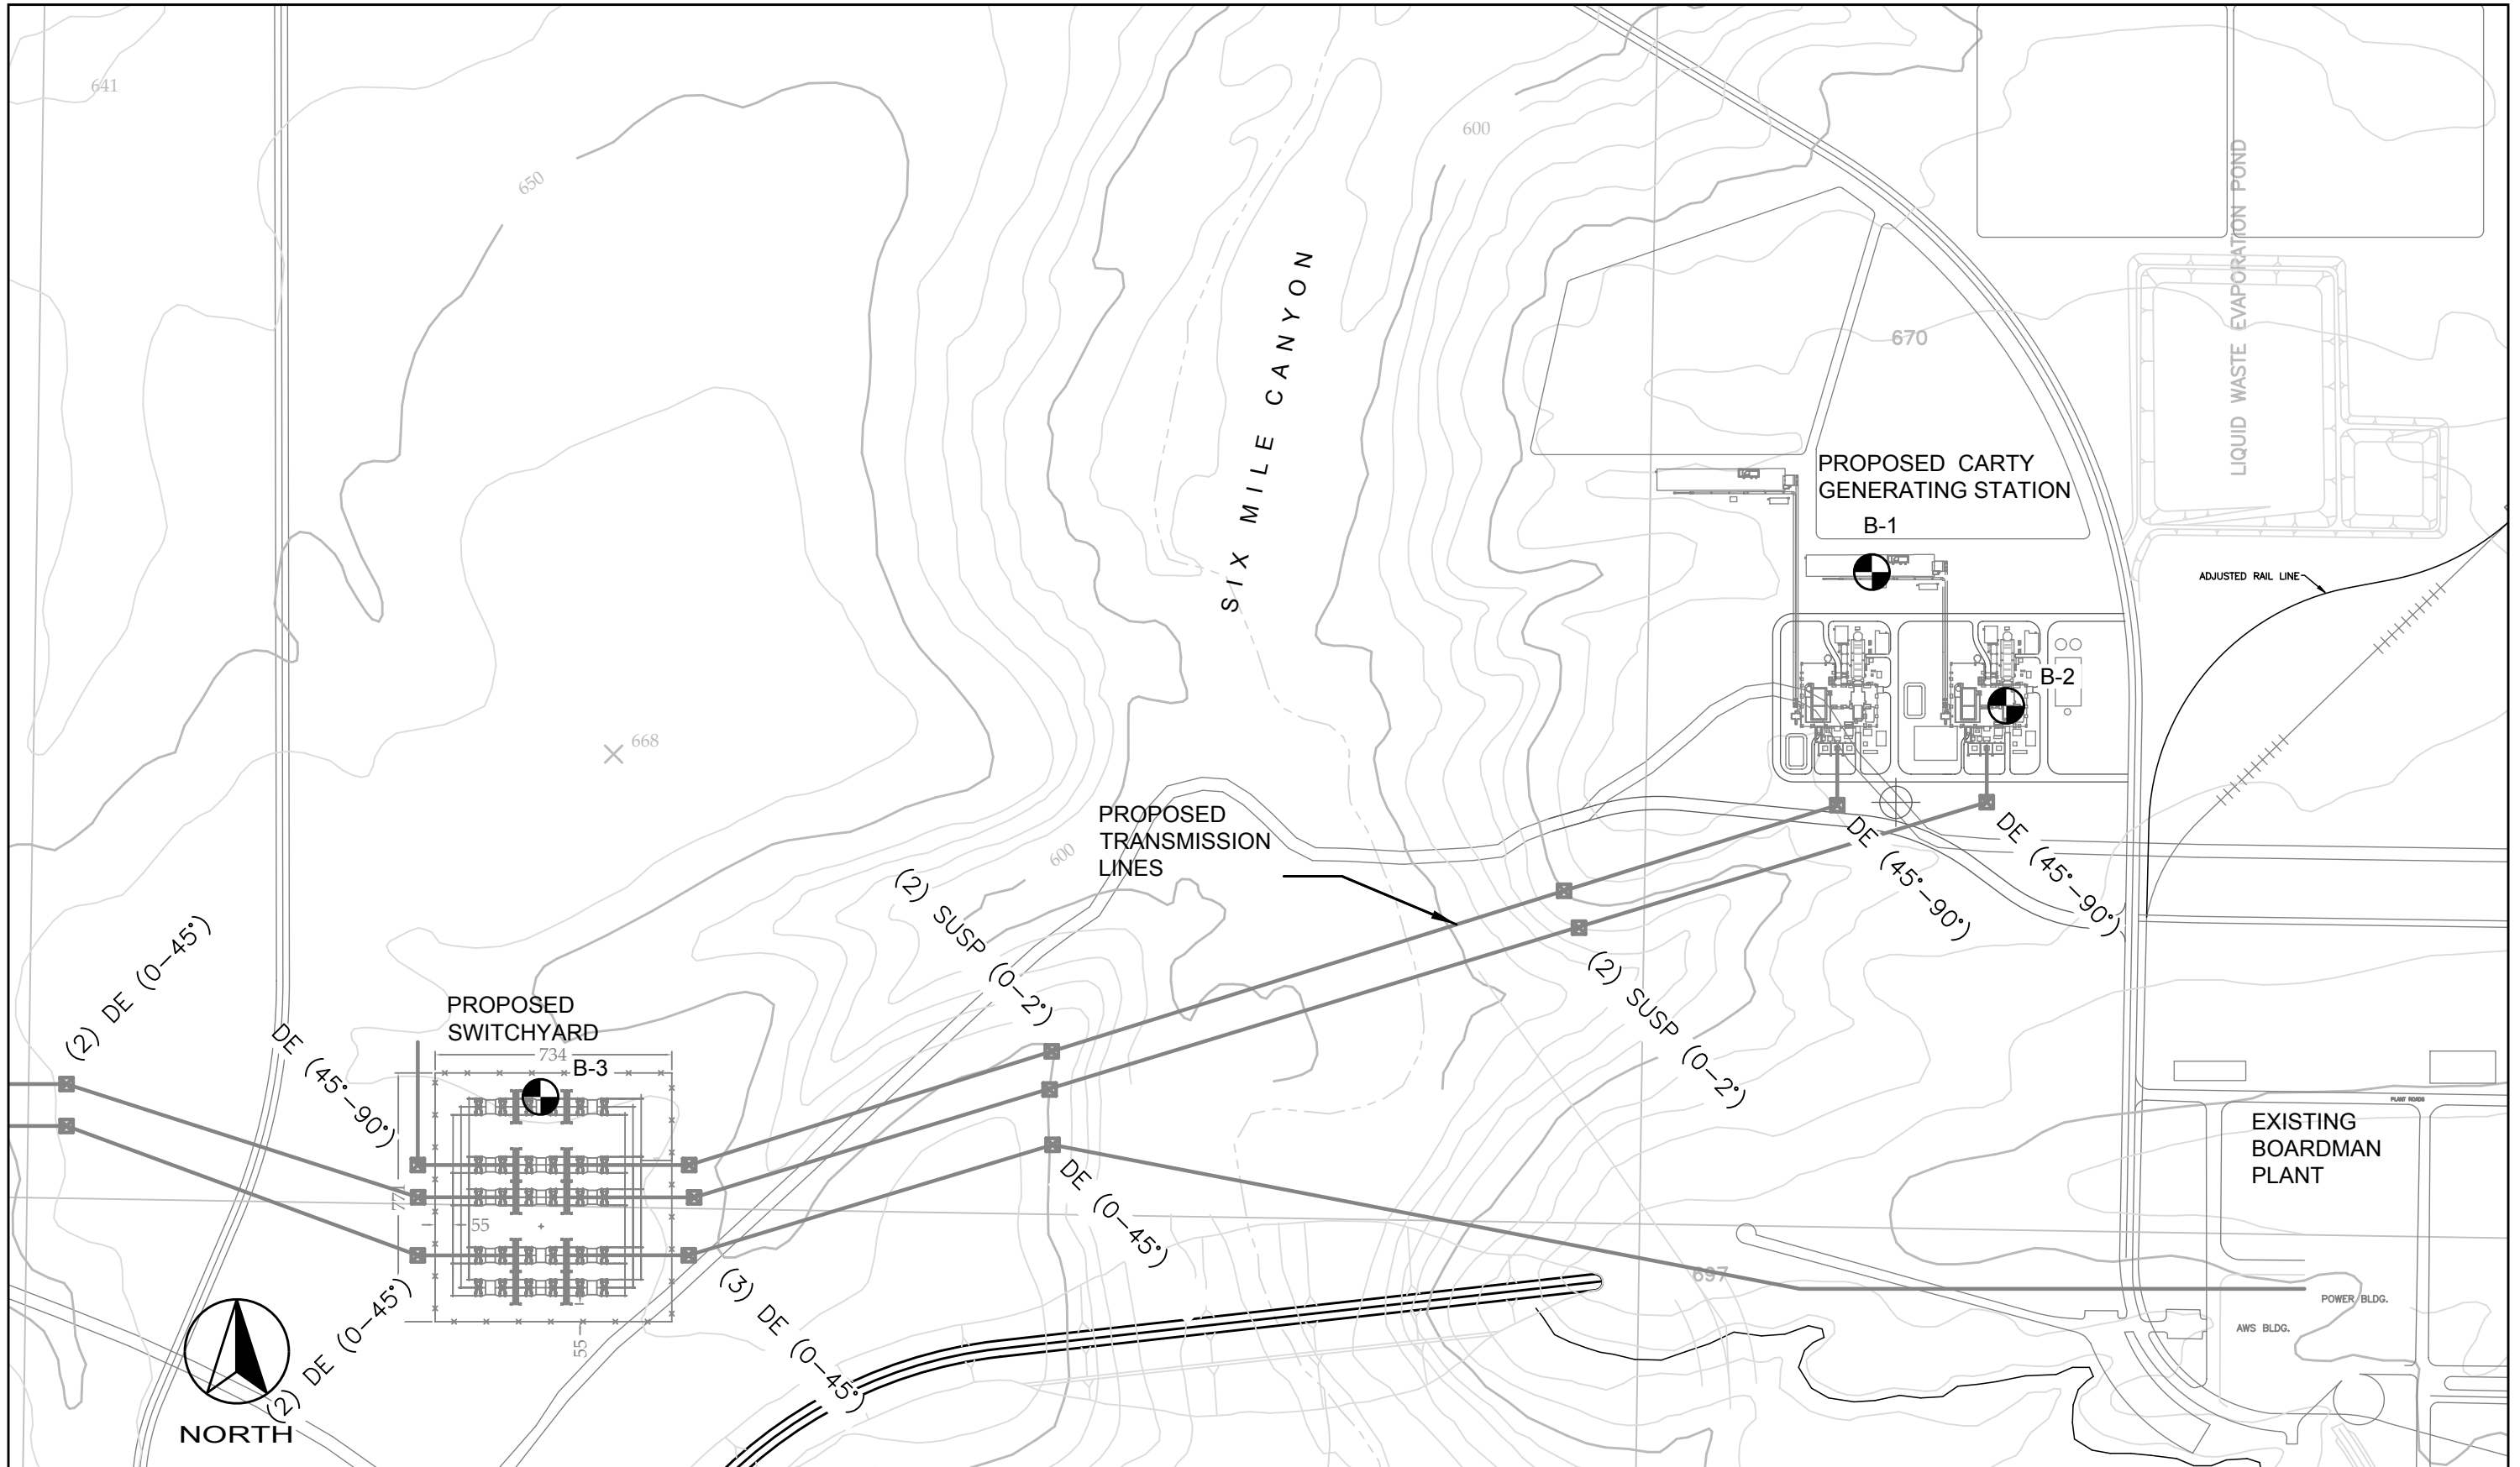 641
600
650
LIQUID WASTE EVAPORATION POND
SIX MILE CANYON
670
PROPOSED CARTY
GENERATING STATION
B-1
ADJUSTED RAIL LINE
B-2
668
PROPOSED
TRANSMISSION
LINES
600
DE (45°-90°)
DE (45°-90°)
(2) SUSP (0-2°)
(2) DE (0-45°)
(2) SUSP (0-2°)
PROPOSED
SWITCHYARD
734
B-3
DE (45°-90°)
PLANT ROADS
EXISTING
BOARDMAN
PLANT
771
55
DE (0-45°)
697
POWER BLDG.
AWS BLDG.
55
(2) DE (0-45°)
(3) DE (0-45°
NORTH